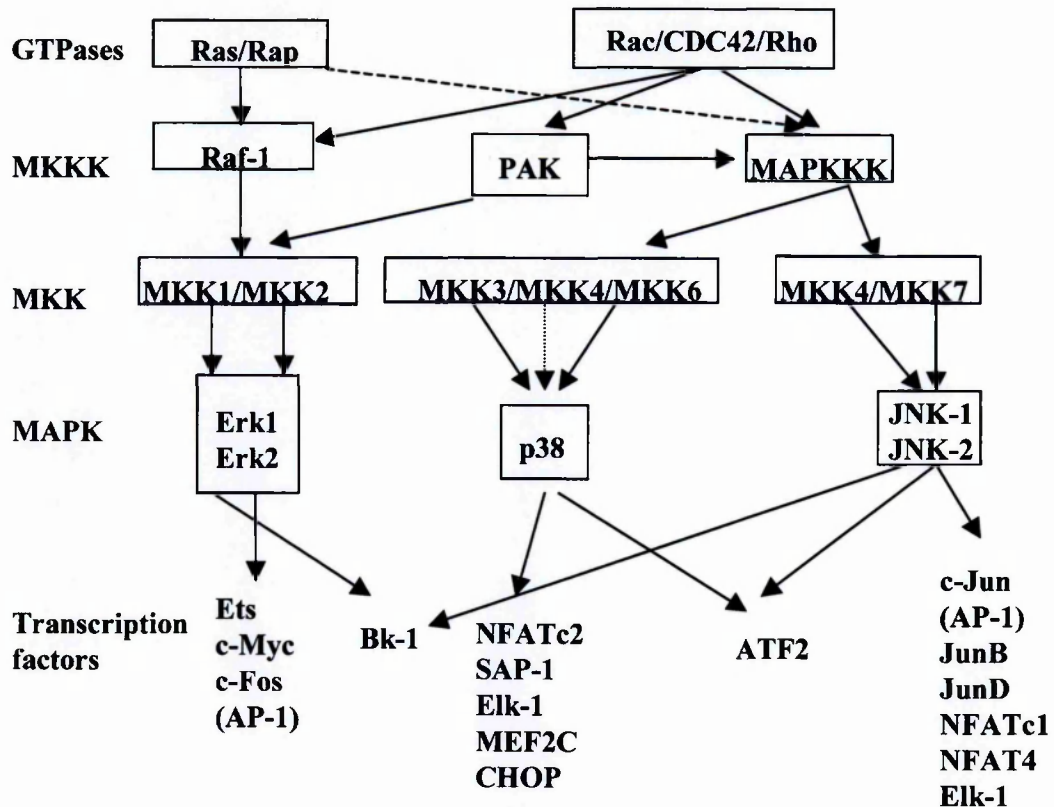 GTPases
Ras/Rap
Rac/CDC42/Rho
MKKK
Raf-1
PAK
MAPKKK
MKK
MKK1/MKK2
MKK3/MKK4/MKK6
MKK4/MKK7
MAPK
Erk1
Erk2
p38
JNK-1
JNK-2
Transcription
factors
Ets
c-Myc
c-Fos
(AP-1)
Bk-1
NFATc2
SAP-1
Elk-1
MEF2C
CHOP
ATF2
c-Jun
(AP-1)
JunB
JunD
NFATc1
NFAT4
Elk-1